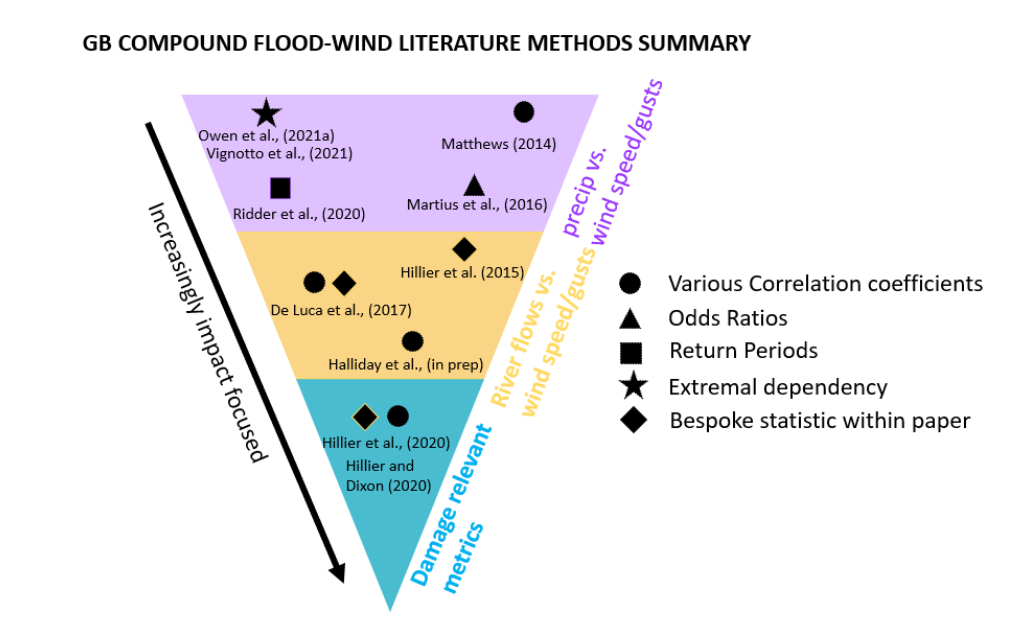 GB COMPOUND FLOOD-WIND LITERATURE METHODS SUMMARY
Owen et al., (2021a)
Vignotto et al., (2021)
Matthews (2014)
Ridder et al., (2020)
Martius et al., (2016)
precip vs.
wind speed/gusts
Increasingly impact focused
Hillier et al. (2015)
De Luca et al., (2017)
Halliday et al., (in prep)
River flows vs.
wind speed/gusts
Hillier et al., (2020)
Hillier and
Dixon (2020)
Damage relevant
metrics
Various Correlation coefficients
Odds Ratios
Return Periods
Extremal dependency
Bespoke statistic within paper